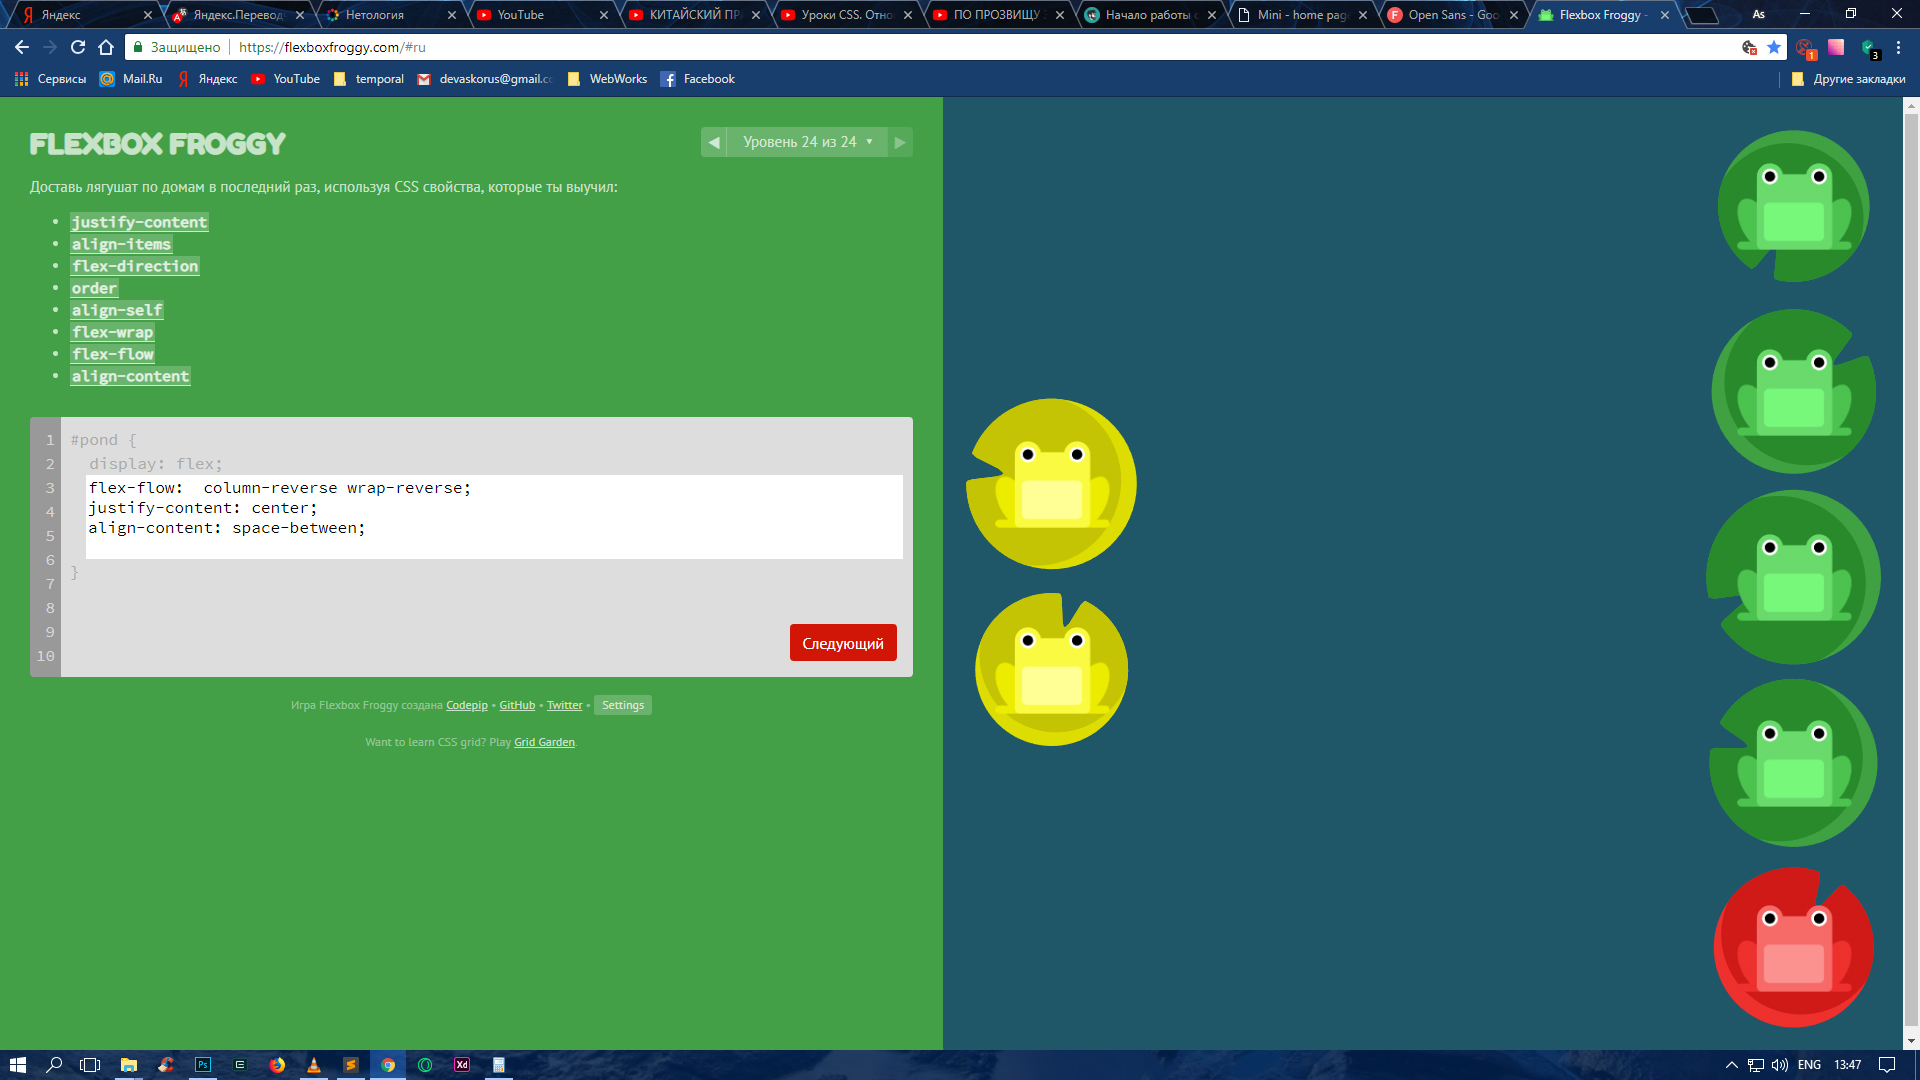 Яндекс
Яндекс.Перевод
Нетология
YouTube
КИТАЙСКИЙ ПР
Уроки CSS. Отно
ПО ПРОЗВИЩУ
Начало работы
Mini - home page
Open Sans - Goo
Flexbox Froggy -
As
Защищено
https://flexboxfroggy.com/#ru
1
3
Сервисы
Mail.Ru
Яндекс
YouTube
temporal
devaskorus@gmail.co
WebWorks
Facebook
Другие закладки
FLEXBOX FROGGY
◀ Уровень 24 из 24 ▼ ▶
Доставь лягушат по домам в последний раз, используя CSS свойства, которые ты выучил:
• justify-content
• align-items
• flex-direction
• order
• align-self
• flex-wrap
• flex-flow
• align-content
1
2
3
4
5
6
7
8
9
10
#pond {
display: flex;
flex-flow:  column-reverse wrap-reverse;
justify-content: center;
align-content: space-between;
}
Следующий
Игра Flexbox Froggy создана Codepip • GitHub • Twitter • Settings
Want to learn CSS grid? Play Grid Garden.
Ps
Xd
ENG
13:47